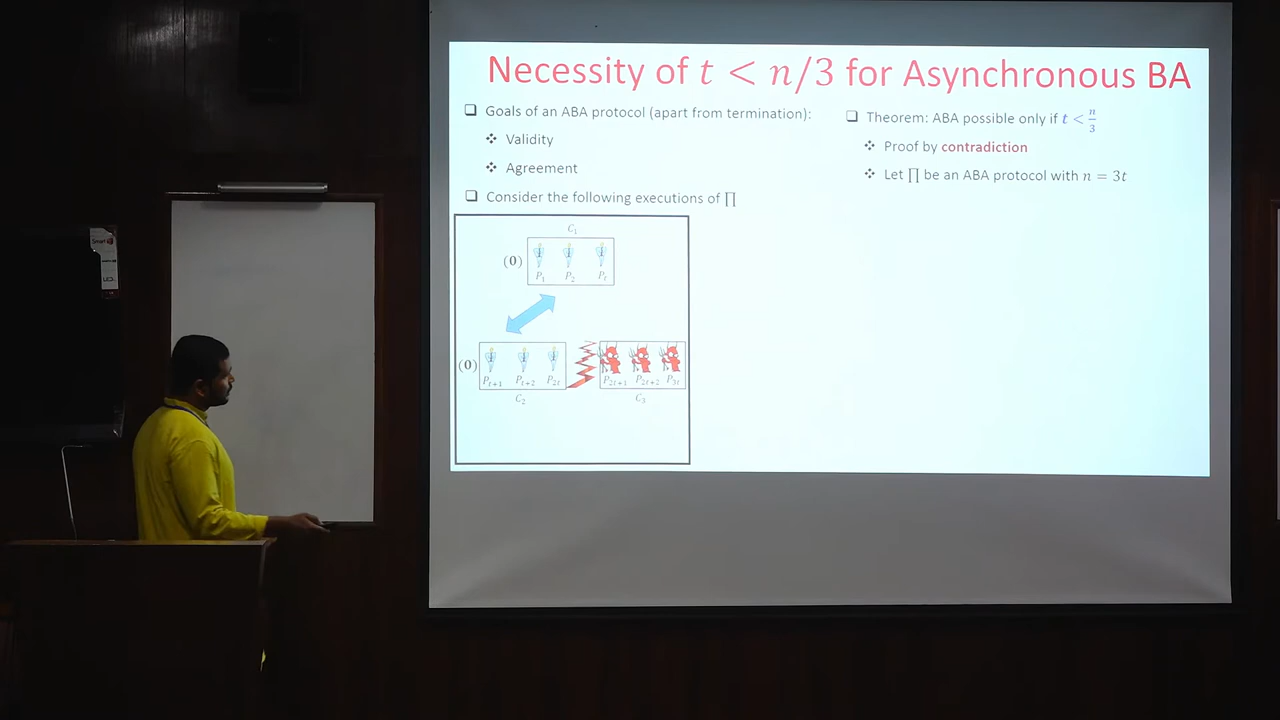 Necessity of t < n/3 for Asynchronous BA
❑ Goals of an ABA protocol (apart from termination):
❖ Validity
❖ Agreement
❑ Consider the following executions of ∏
C₁
(0)
P₁ P₂ Pₜ
(0)
Pₜ₊₁ Pₜ₊₂ P₂ₜ
C₂
P₂ₜ₊₁ P₂ₜ₊₂ P₃ₜ
C₃
❑ Theorem: ABA possible only if t < n/3
❖ Proof by contradiction
❖ Let ∏ be an ABA protocol with n = 3t